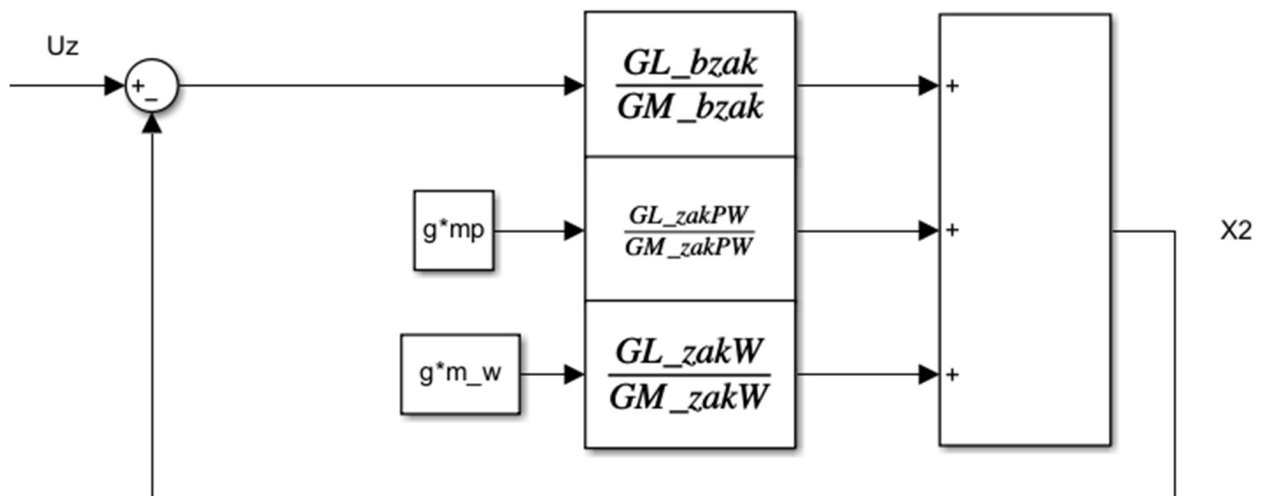 Uz
+
−
GL_bzak
GM_bzak
+
g*mp
GL_zakPW
GM_zakPW
+
X2
g*m_w
GL_zakW
GM_zakW
+